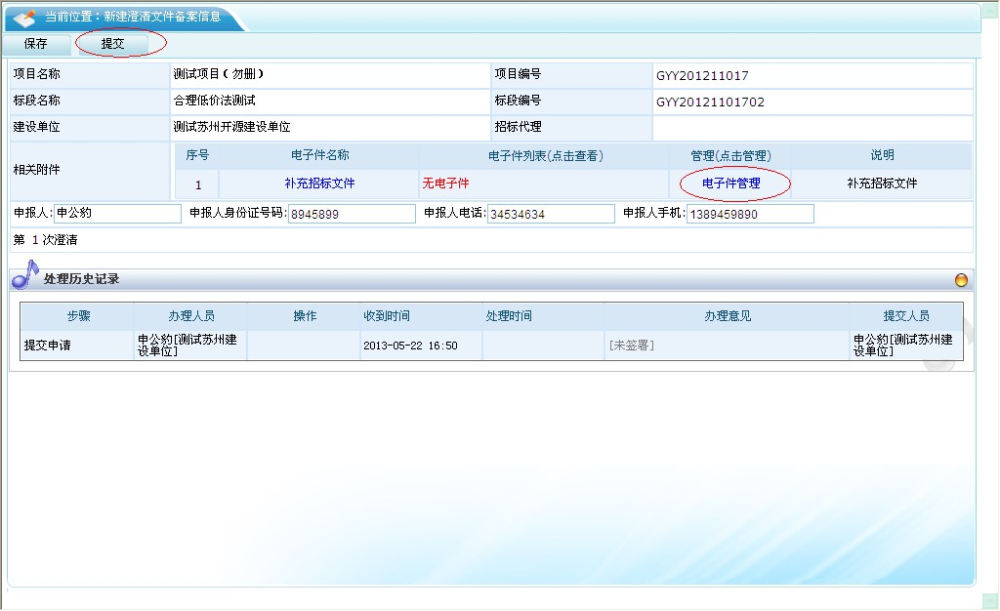 当前位置：新建澄清文件备案信息
保存 提交
项目名称 测试项目（勿删） 项目编号 GYY201211017
标段名称 合理低价法测试 标段编号 GYY20121101702
建设单位 测试苏州开源建设单位 招标代理
相关附件
序号 电子件名称 电子件列表(点击查看) 管理(点击管理) 说明
1 补充招标文件 无电子件 电子件管理 补充招标文件
申报人: 申公豹 申报人身份证号码: 8945899 申报人电话: 34534634 申报人手机: 1389459890
第 1 次澄清
处理历史记录
步骤 办理人员 操作 收到时间 处理时间 办理意见 提交人员
提交申请 申公豹[测试苏州建设单位] 2013-05-22 16:50 [未签署] 申公豹[测试苏州建设单位]